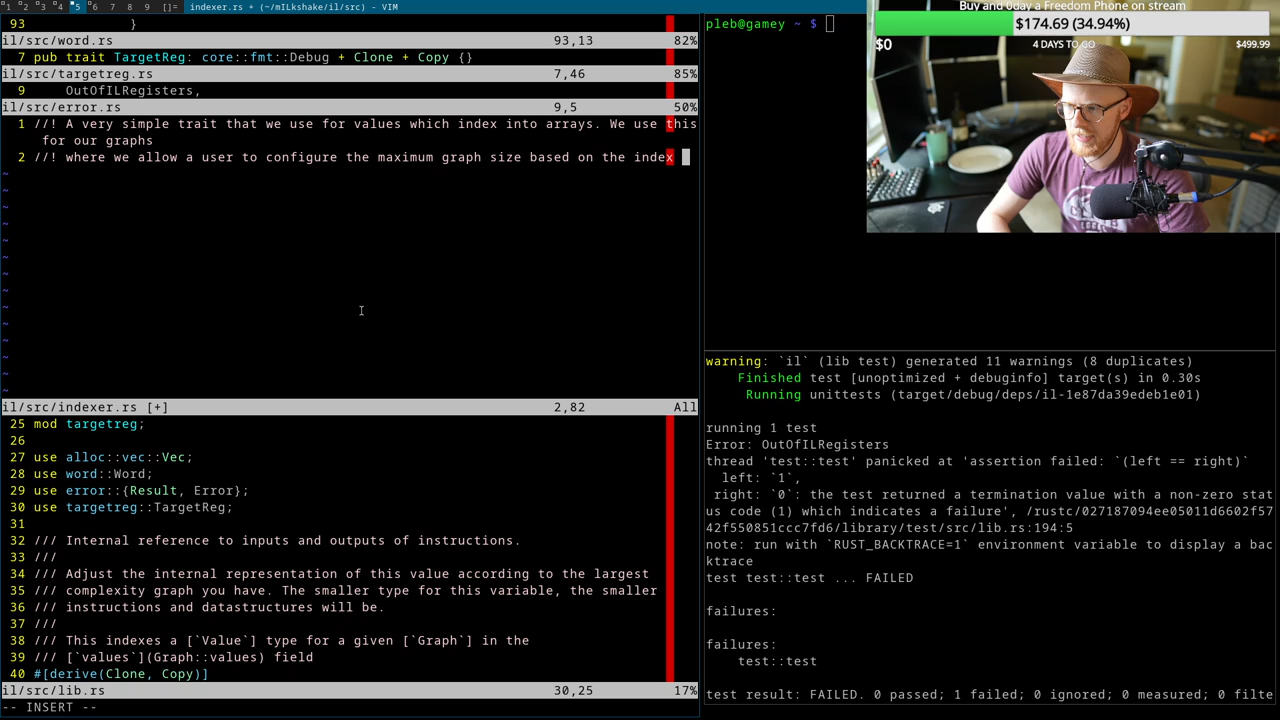 1 2 3 4 5 6 7 8 9 []= indexer.rs + (~/mILkshake/il/src) - VIM
93             }
il/src/word.rs 93,13 82%
7 pub trait TargetReg: core::fmt::Debug + Clone + Copy {}
il/src/targetreg.rs 7,46 85%
9     OutOfILRegisters,
il/src/error.rs 9,5 50%
1 //! A very simple trait that we use for values which index into arrays. We use this
for our graphs
2 //! where we allow a user to configure the maximum graph size based on the index
~
~
~
~
~
~
~
~
~
~
~
~
~
~
il/src/indexer.rs [+] 2,82 All
25 mod targetreg;
26
27 use alloc::vec::Vec;
28 use word::Word;
29 use error::{Result, Error};
30 use targetreg::TargetReg;
31
32 /// Internal reference to inputs and outputs of instructions.
33 ///
34 /// Adjust the internal representation of this value according to the largest
35 /// complexity graph you have. The smaller type for this variable, the smaller
36 /// instructions and datastructures will be.
37 ///
38 /// This indexes a [`Value`] type for a given [`Graph`] in the
39 /// [`values`](Graph::values) field
40 #[derive(Clone, Copy)]
il/src/lib.rs 30,25 17%
-- INSERT --
pleb@gamey ~ $
Buy and 0day a Freedom Phone on stream
$174.69 (34.94%)
$0 4 DAYS TO GO $499.99
warning: `il` (lib test) generated 11 warnings (8 duplicates)
Finished test [unoptimized + debuginfo] target(s) in 0.30s
Running unittests (target/debug/deps/il-1e87da39edeb1e01)
running 1 test
Error: OutOfILRegisters
thread 'test::test' panicked at 'assertion failed: `(left == right)`
left: `1`,
right: `0`: the test returned a termination value with a non-zero stat
us code (1) which indicates a failure', /rustc/027187094ee05011d6602f57
42f550851ccc7fd6/library/test/src/lib.rs:194:5
note: run with `RUST_BACKTRACE=1` environment variable to display a bac
ktrace
test test::test ... FAILED
failures:
failures:
test::test
test result: FAILED. 0 passed; 1 failed; 0 ignored; 0 measured; 0 filte